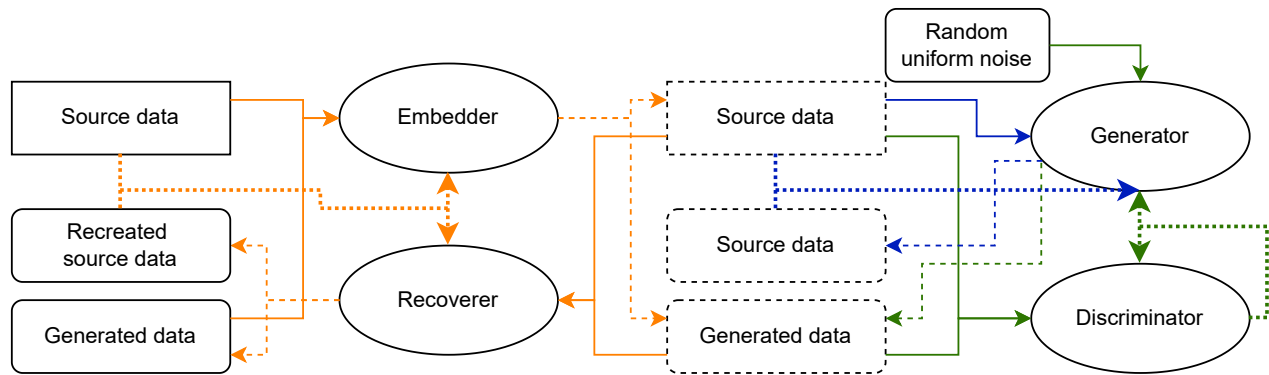 Random
uniform noise
Source data
Embedder
Source data
Generator
Recreated
source data
Source data
Recoverer
Generated data
Generated data
Discriminator